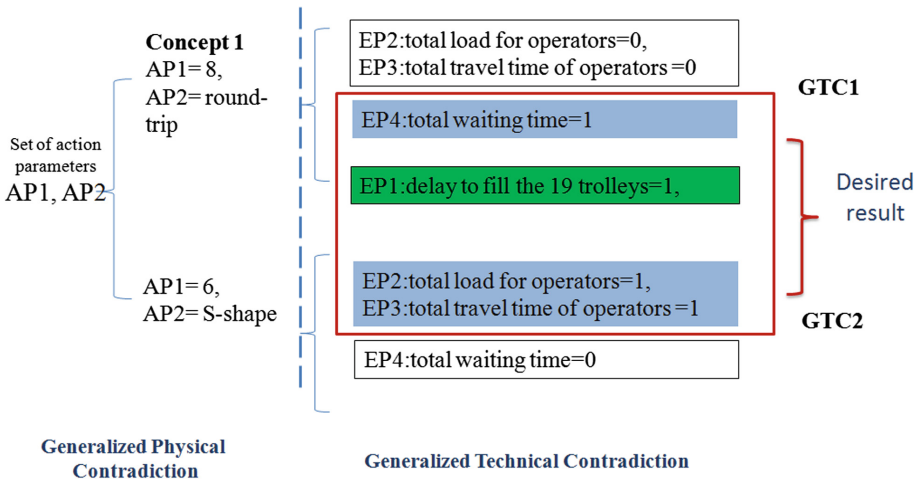 Concept 1
AP1= 8,
AP2= round-
trip
Set of action
parameters
AP1, AP2
AP1= 6,
AP2= S-shape
EP2:total load for operators=0,
EP3:total travel time of operators =0
GTC1
EP4:total waiting time=1
EP1:delay to fill the 19 trolleys=1,
Desired
result
EP2:total load for operators=1,
EP3:total travel time of operators =1
GTC2
EP4:total waiting time=0
Generalized Physical
Contradiction
Generalized Technical Contradiction